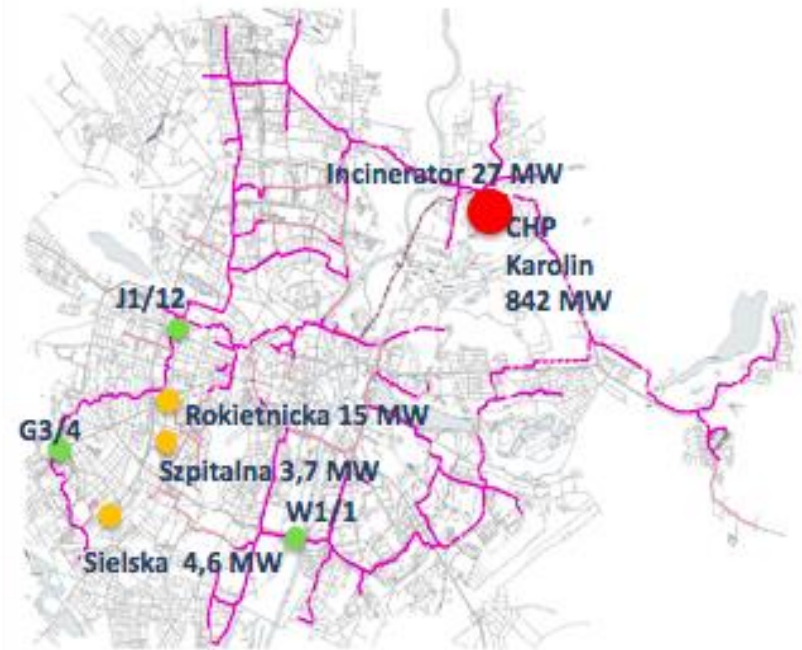 Incinerator 27 MW
CHP
Karolin
842 MW
J1/12
Rokietnicka 15 MW
G3/4
Szpitalna 3,7 MW
W1/1
Sielska 4,6 MW